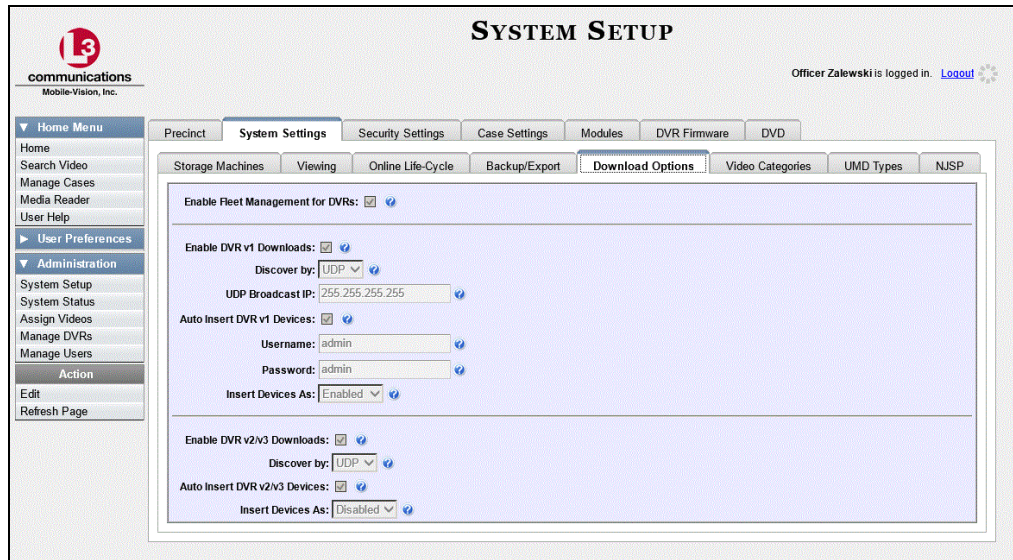 SYSTEM SETUP
L3
communications
Mobile-Vision, Inc.
Officer Zalewski is logged in. Logout
Home Menu
Home
Search Video
Manage Cases
Media Reader
User Help
User Preferences
Administration
System Setup
System Status
Assign Videos
Manage DVRs
Manage Users
Action
Edit
Refresh Page
Precinct System Settings Security Settings Case Settings Modules DVR Firmware DVD
Storage Machines Viewing Online Life-Cycle Backup/Export Download Options Video Categories UMD Types NJSP
Enable Fleet Management for DVRs: ?
Enable DVR v1 Downloads: ?
Discover by: UDP ?
UDP Broadcast IP: 255.255.255.255 ?
Auto Insert DVR v1 Devices: ?
Username: admin ?
Password: admin ?
Insert Devices As: Enabled ?
Enable DVR v2/v3 Downloads: ?
Discover by: UDP ?
Auto Insert DVR v2/v3 Devices: ?
Insert Devices As: Disabled ?